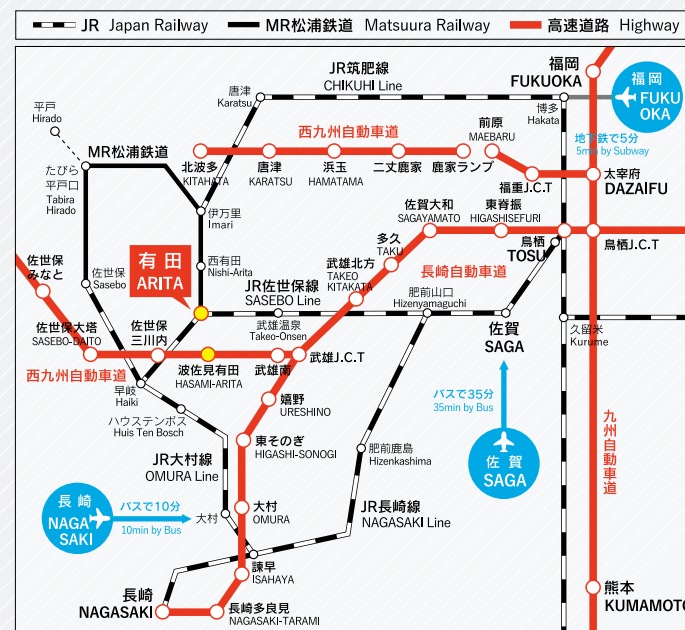 JR Japan Railway
MR松浦鉄道 Matsuura Railway
高速道路 Highway
福岡
FUKUOKA
福岡
FUKU
OKA
JR筑肥線
CHIKUHI Line
唐津
Karatsu
博多
Hakata
平戸
Hirado
地下鉄で5分
5min by Subway
西九州自動車道
前原
MAEBARU
MR松浦鉄道
北波多
KITAHATA
唐津
KARATSU
浜玉
HAMATAMA
二丈鹿家
鹿家ランプ
福重J.C.T
太宰府
DAZAIFU
たびら
平戸口
Tabira
Hirado
伊万里
Imari
佐賀大和
SAGAYAMATO
東脊振
HIGASHISEFURI
鳥栖
TOSU
鳥栖J.C.T
多久
TAKU
武雄北方
TAKEO
KITAKATA
長崎自動車道
佐世保
みなと
佐世保
Sasebo
有田
ARITA
西有田
Nishi-Arita
JR佐世保線
SASEBO Line
肥前山口
Hizenyamaguchi
武雄温泉
Takeo-Onsen
佐賀
SAGA
久留米
Kurume
佐世保大塔
SASEBO-DAITO
佐世保
三川内
波佐見有田
HASAMI-ARITA
武雄南
武雄J.C.T
西九州自動車道
早岐
Haiki
嬉野
URESHINO
バスで35分
35min by Bus
ハウステンボス
Huis Ten Bosch
東そのぎ
HIGASHI-SONOGI
肥前鹿島
Hizenkashima
佐賀
SAGA
九州自動車道
JR大村線
OMURA Line
長崎
NAGA
SAKI
バスで10分
10min by Bus
大村
大村
OMURA
JR長崎線
NAGASAKI Line
諫早
ISAHAYA
長崎
NAGASAKI
長崎多良見
NAGASAKI-TARAMI
熊本
KUMAMOTO